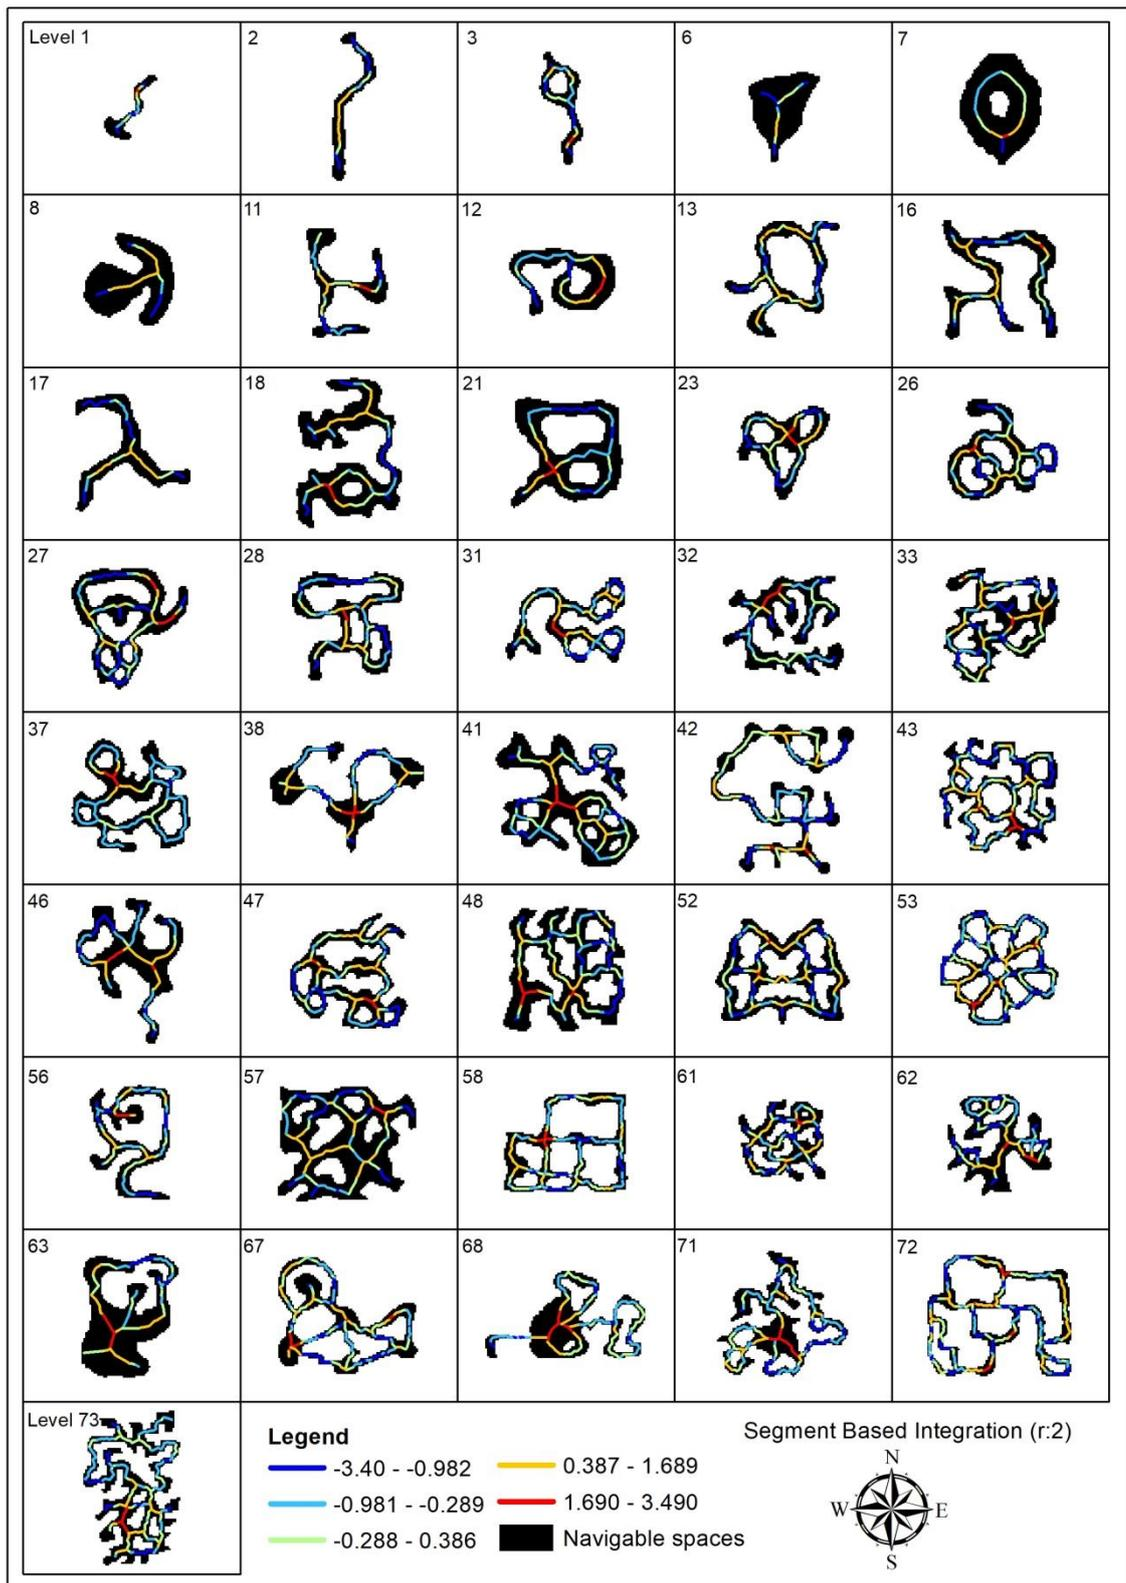 Level 1 2 3 6 7
8 11 12 13 16
17 18 21 23 26
27 28 31 32 33
37 38 41 42 43
46 47 48 52 53
56 57 58 61 62
63 67 68 71 72
Level 73
Legend
-3.40 - -0.982
-0.981 - -0.289
-0.288 - 0.386
0.387 - 1.689
1.690 - 3.490
Navigable spaces
Segment Based Integration (r:2)
N
W E
S